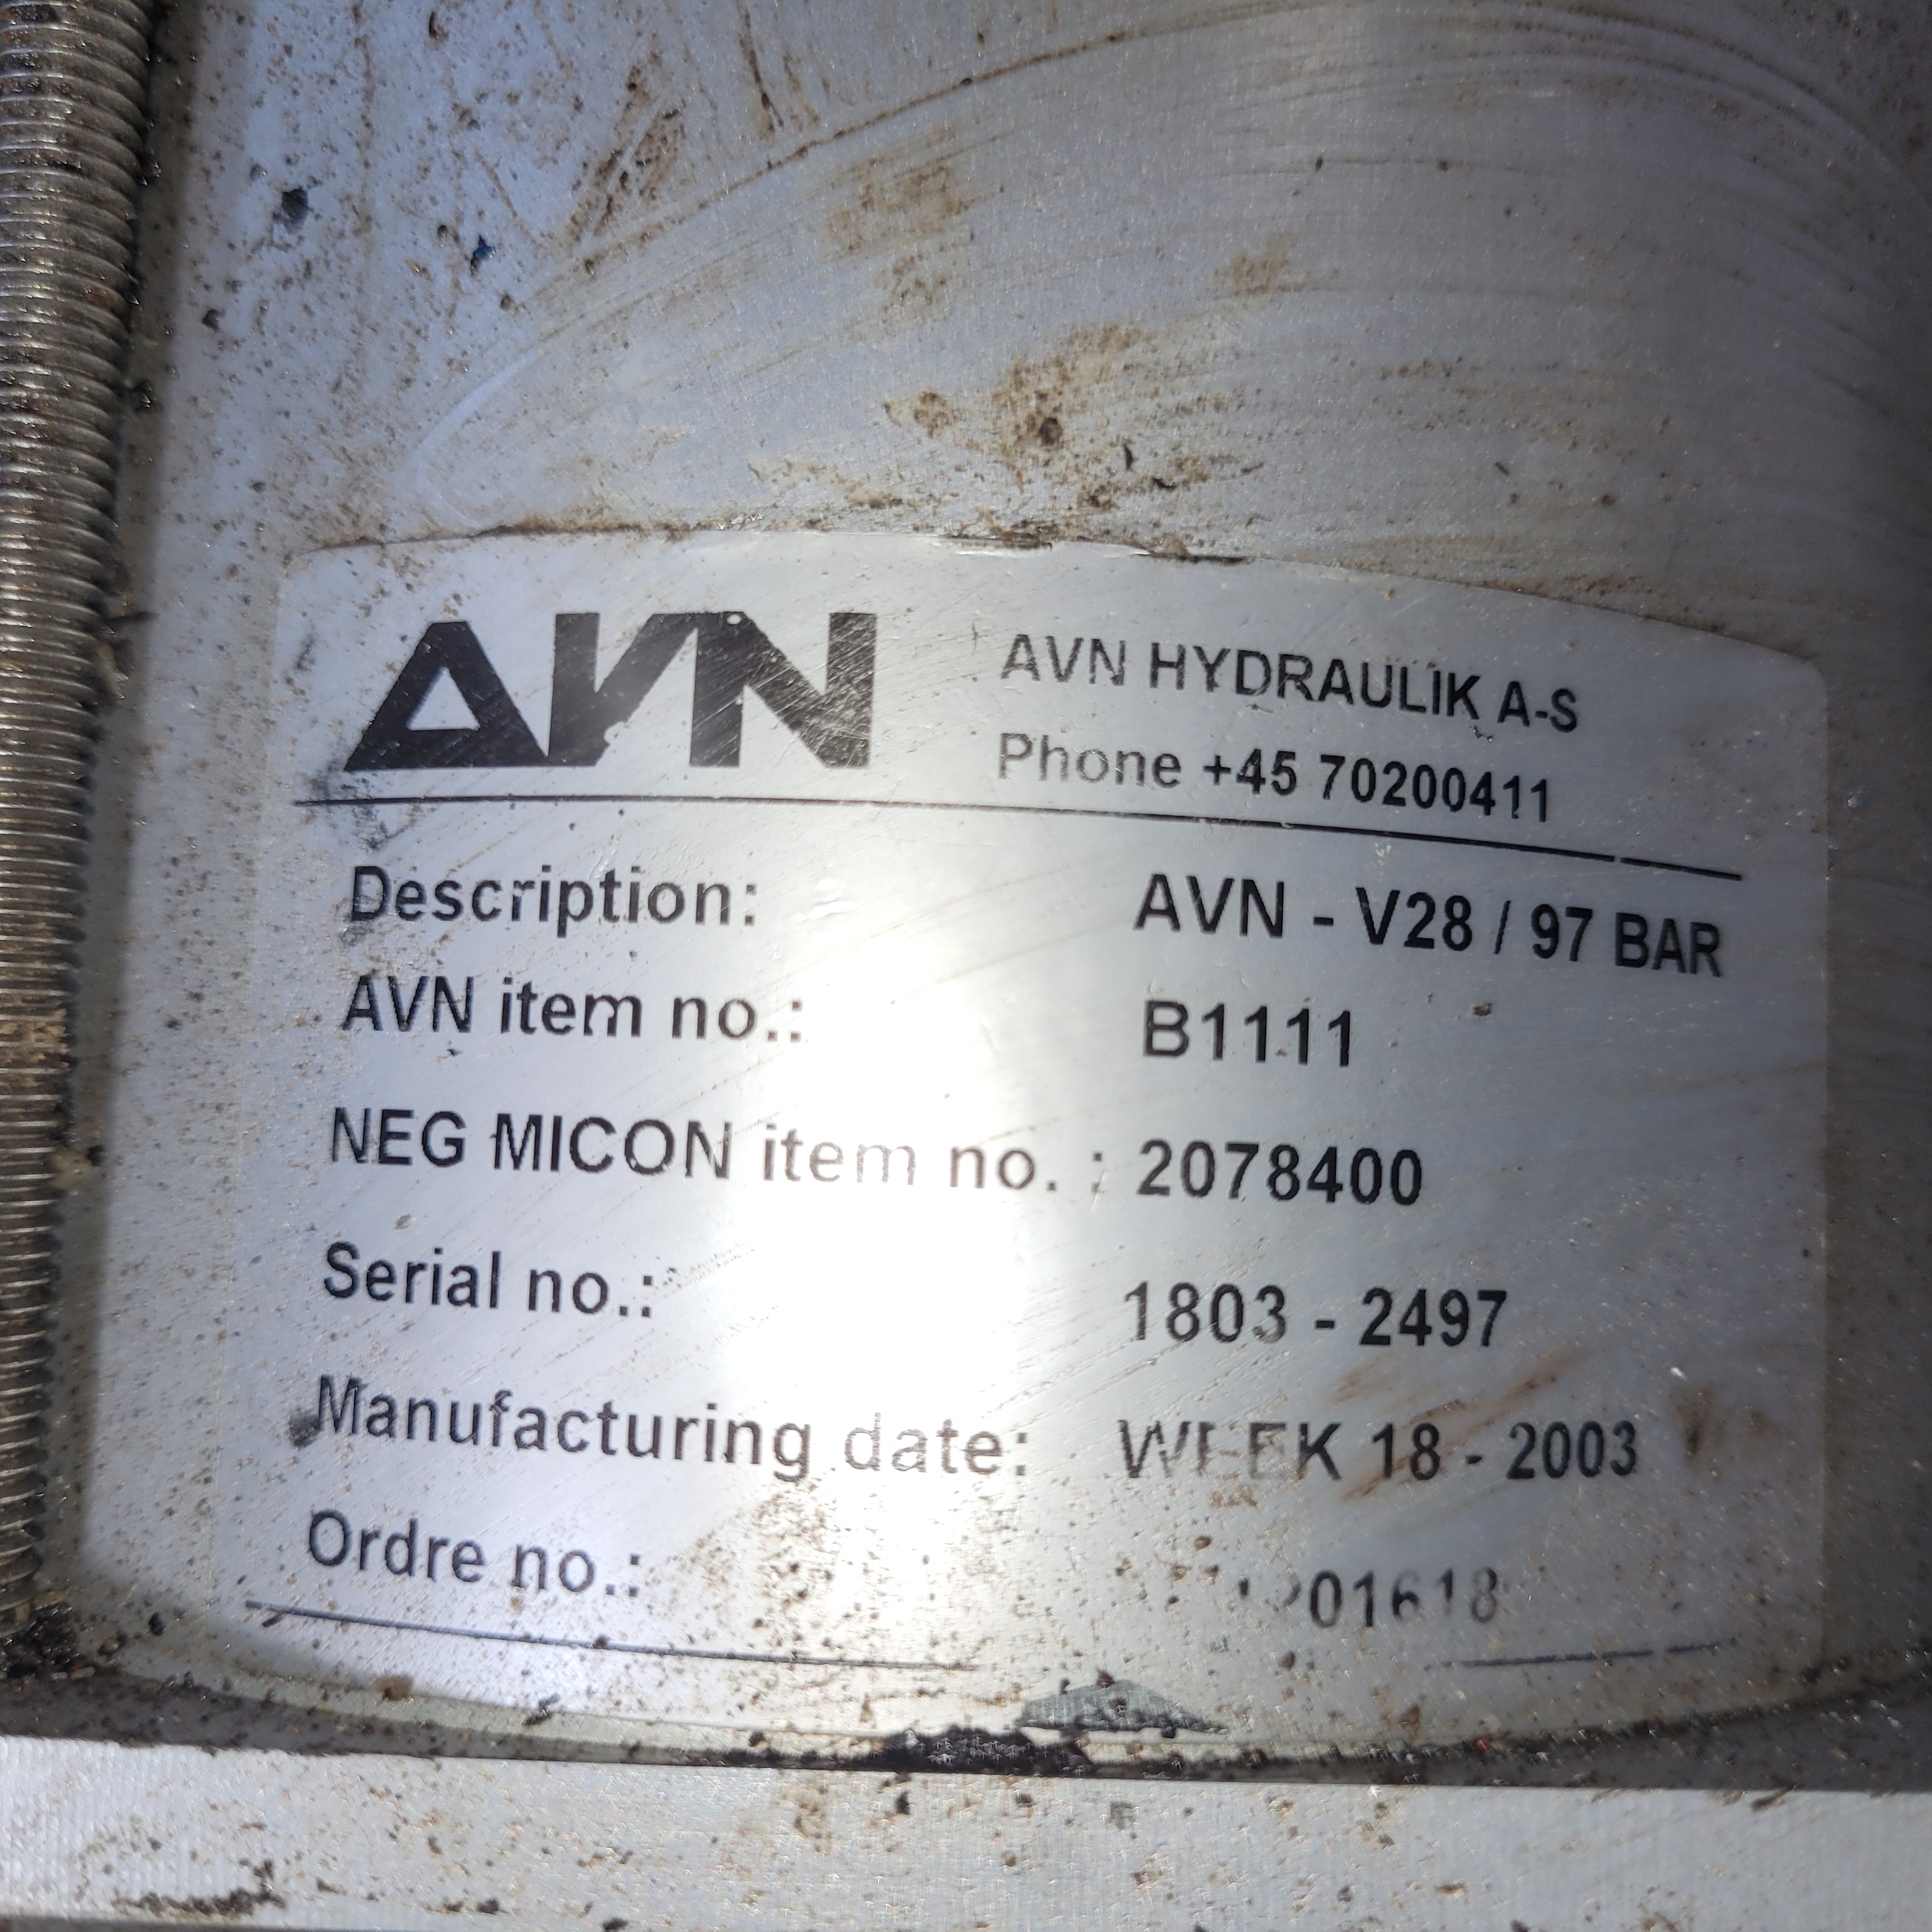 AVN
AVN HYDRAULIK A-S
Phone +45 70200411
Description: AVN - V28 / 97 BAR
AVN item no.: B1111
NEG MICON item no. : 2078400
Serial no.: 1803 - 2497
Manufacturing date: WEEK 18 - 2003
Ordre no.: